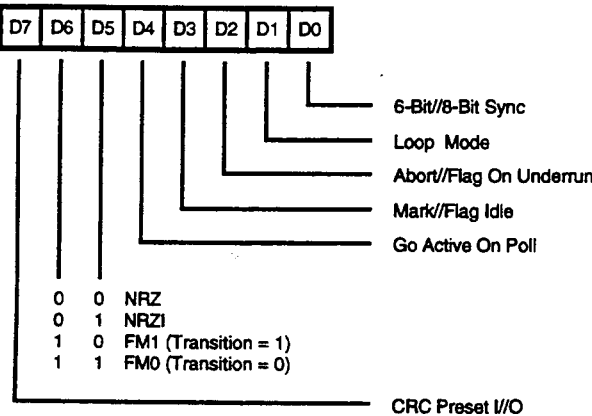 D7 D6 D5 D4 D3 D2 D1 D0
6-Bit//8-Bit Sync
Loop Mode
Abort//Flag On Underrun
Mark//Flag Idle
Go Active On Poll
0 0 NRZ
0 1 NRZI
1 0 FM1 (Transition = 1)
1 1 FM0 (Transition = 0)
CRC Preset I//O